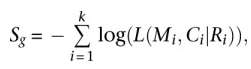 S_g = − \sum_{i=1}^{k} log(L(M_i, C_i|R_i)),